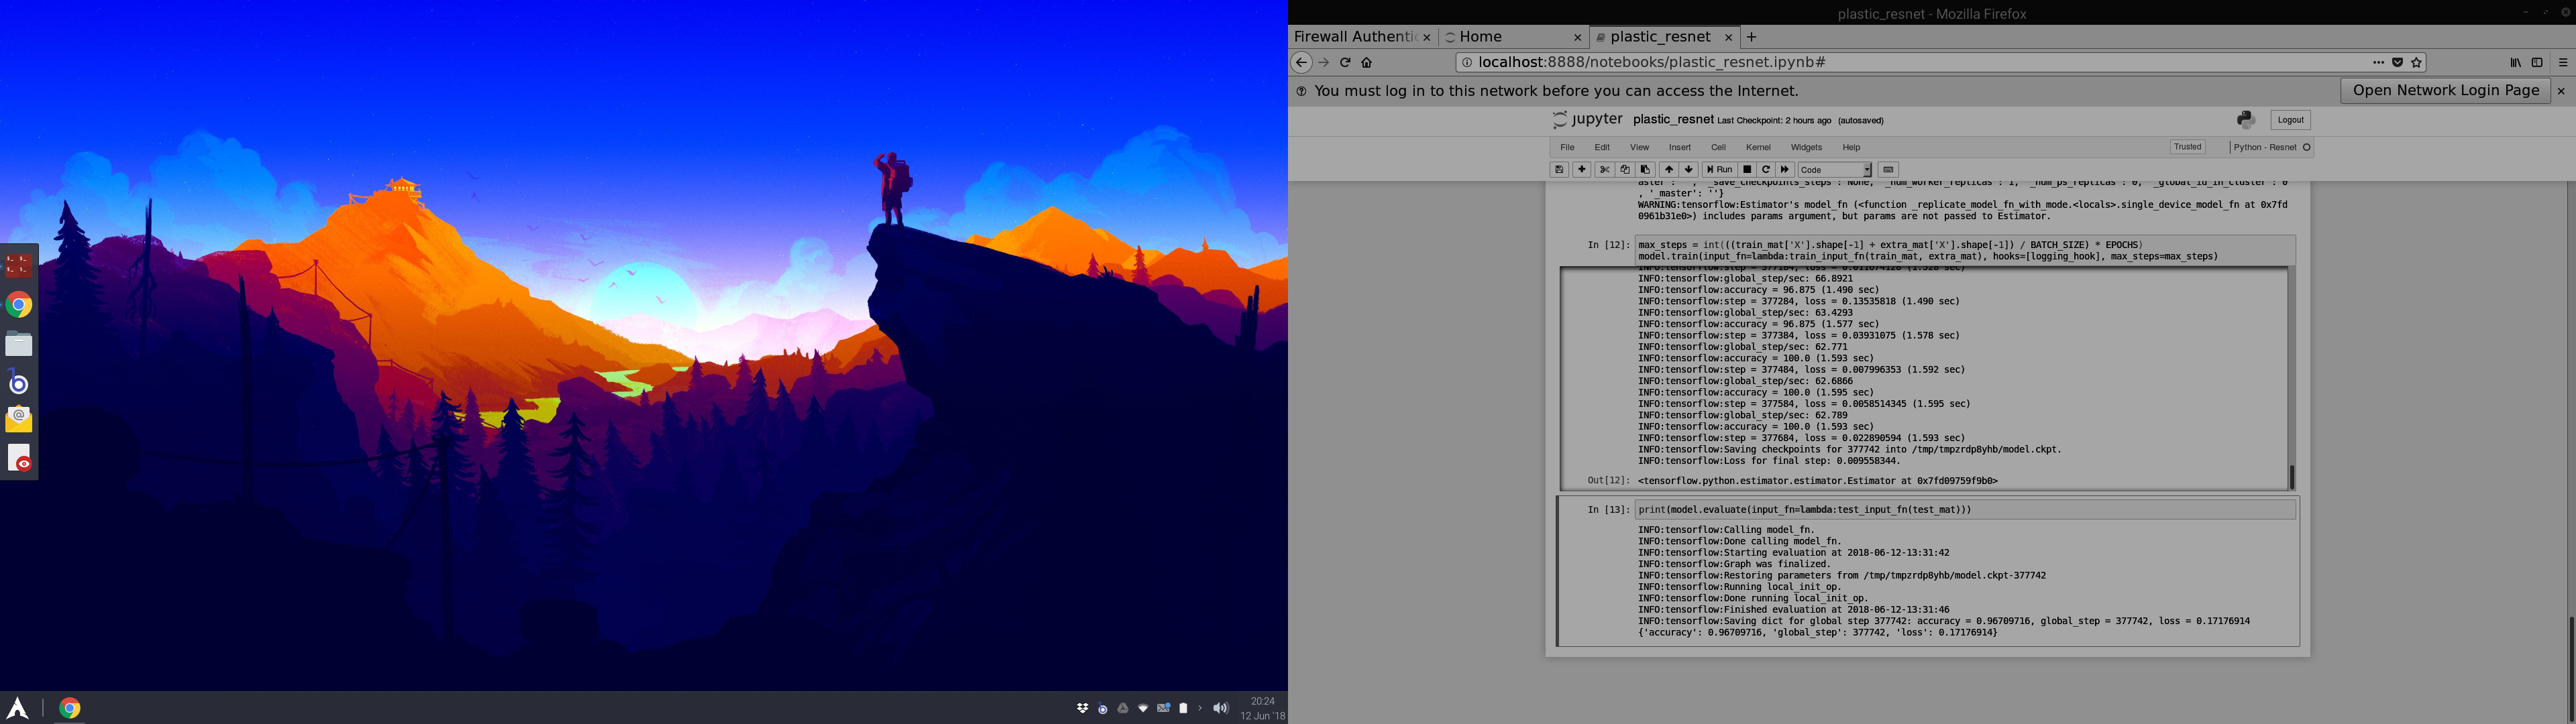 20:24
12 Jun '18
plastic_resnet - Mozilla Firefox
Firewall Authentic
Home
plastic_resnet
localhost:8888/notebooks/plastic_resnet.ipynb#
You must log in to this network before you can access the Internet.
Open Network Login Page
jupyter plastic_resnet Last Checkpoint: 2 hours ago (autosaved)
Logout
File Edit View Insert Cell Kernel Widgets Help
Trusted
Python - Resnet
Run
Code
aster': '', '_save_checkpoints_steps': None, '_num_worker_replicas': 1, '_num_ps_replicas': 0, '_global_id_in_cluster': 0
, '_master': ''}
WARNING:tensorflow:Estimator's model_fn (<function _replicate_model_fn_with_mode.<locals>.single_device_model_fn at 0x7fd
0961b31e0>) includes params argument, but params are not passed to Estimator.
In [12]: max_steps = int(((train_mat['X'].shape[-1] + extra_mat['X'].shape[-1]) / BATCH_SIZE) * EPOCHS)
model.train(input_fn=lambda:train_input_fn(train_mat, extra_mat), hooks=[logging_hook], max_steps=max_steps)
INFO:tensorflow:step = 377184, loss = 0.011074128 (1.528 sec)
INFO:tensorflow:global_step/sec: 66.8921
INFO:tensorflow:accuracy = 96.875 (1.490 sec)
INFO:tensorflow:step = 377284, loss = 0.13535818 (1.490 sec)
INFO:tensorflow:global_step/sec: 63.4293
INFO:tensorflow:accuracy = 96.875 (1.577 sec)
INFO:tensorflow:step = 377384, loss = 0.03931075 (1.578 sec)
INFO:tensorflow:global_step/sec: 62.771
INFO:tensorflow:accuracy = 100.0 (1.593 sec)
INFO:tensorflow:step = 377484, loss = 0.007996353 (1.592 sec)
INFO:tensorflow:global_step/sec: 62.6866
INFO:tensorflow:accuracy = 100.0 (1.595 sec)
INFO:tensorflow:step = 377584, loss = 0.0058514345 (1.595 sec)
INFO:tensorflow:global_step/sec: 62.789
INFO:tensorflow:accuracy = 100.0 (1.593 sec)
INFO:tensorflow:step = 377684, loss = 0.022890594 (1.593 sec)
INFO:tensorflow:Saving checkpoints for 377742 into /tmp/tmpzrdp8yhb/model.ckpt.
INFO:tensorflow:Loss for final step: 0.009558344.
Out[12]: <tensorflow.python.estimator.estimator.Estimator at 0x7fd09759f9b0>
In [13]: print(model.evaluate(input_fn=lambda:test_input_fn(test_mat)))
INFO:tensorflow:Calling model_fn.
INFO:tensorflow:Done calling model_fn.
INFO:tensorflow:Starting evaluation at 2018-06-12-13:31:42
INFO:tensorflow:Graph was finalized.
INFO:tensorflow:Restoring parameters from /tmp/tmpzrdp8yhb/model.ckpt-377742
INFO:tensorflow:Running local_init_op.
INFO:tensorflow:Done running local_init_op.
INFO:tensorflow:Finished evaluation at 2018-06-12-13:31:46
INFO:tensorflow:Saving dict for global step 377742: accuracy = 0.96709716, global_step = 377742, loss = 0.17176914
{'accuracy': 0.96709716, 'global_step': 377742, 'loss': 0.17176914}